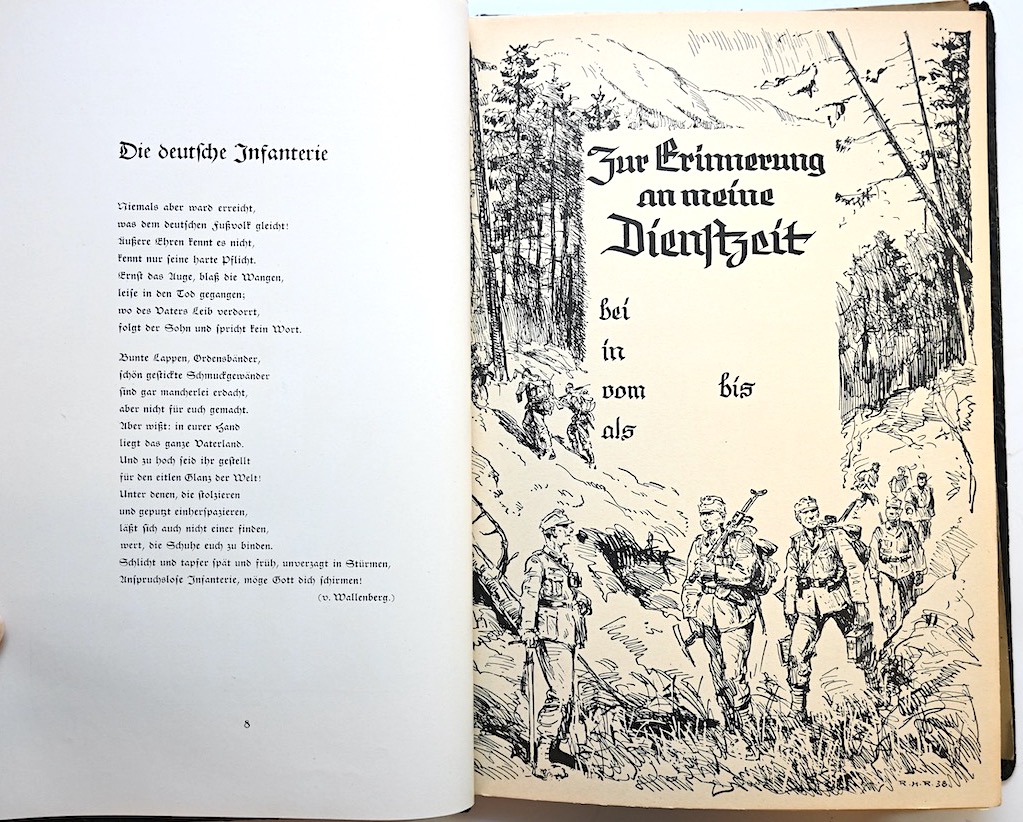 Die deutsche Infanterie
Niemals aber ward erreicht,
was dem deutschen Fußvolk gleicht!
Äußere Ehren kennt es nicht,
kennt nur seine harte Pflicht.
Ernst das Auge, blaß die Wangen,
leise in den Tod gegangen;
wo des Vaters Leib verdorrt,
folgt der Sohn und spricht kein Wort.
Bunte Lappen, Ordensbänder,
schön gestickte Schmuckgewänder
sind gar mancherlei erdacht,
aber nicht für euch gemacht.
Aber wißt: in eurer Hand
liegt das ganze Vaterland.
Und zu hoch seid ihr gestellt
für den eitlen Glanz der Welt!
Unter denen, die stolzieren
und geputzt einherspazieren,
läßt sich auch nicht einer finden,
wert, die Schuhe euch zu binden.
Schlicht und tapfer spät und früh, unverzagt in Stürmen,
Anspruchslose Infanterie, möge Gott dich schirmen!
(v. Wallenberg.)
8
Zur Erinnerung
an meine
Dienstzeit
bei
in
vom bis
als
R.H.R. 38